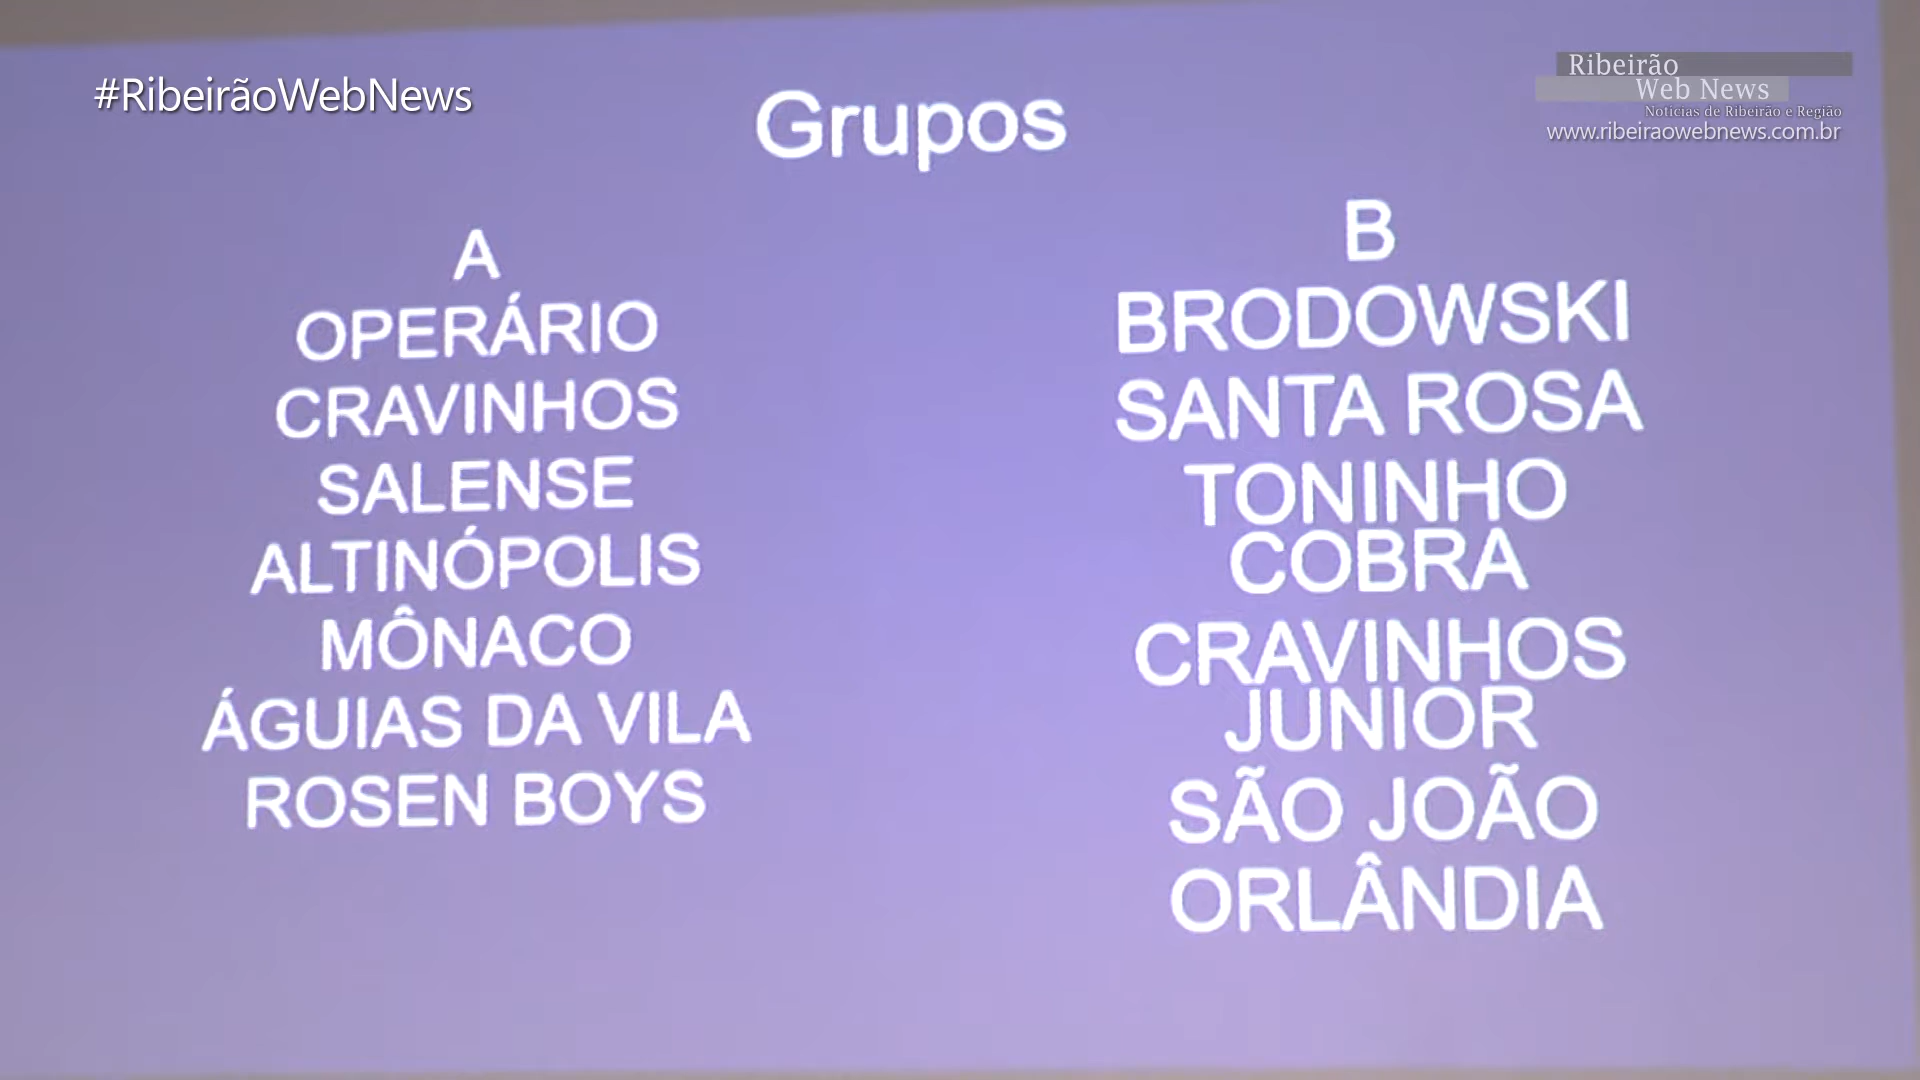 #RibeirãoWebNews
Ribeirão
Web News
Notícias de Ribeirão e Região
www.ribeiraowebnews.com.br
Grupos
A
OPERÁRIO
CRAVINHOS
SALENSE
ALTINÓPOLIS
MÔNACO
ÁGUIAS DA VILA
ROSEN BOYS
B
BRODOWSKI
SANTA ROSA
TONINHO
COBRA
CRAVINHOS
JUNIOR
SÃO JOÃO
ORLÂNDIA